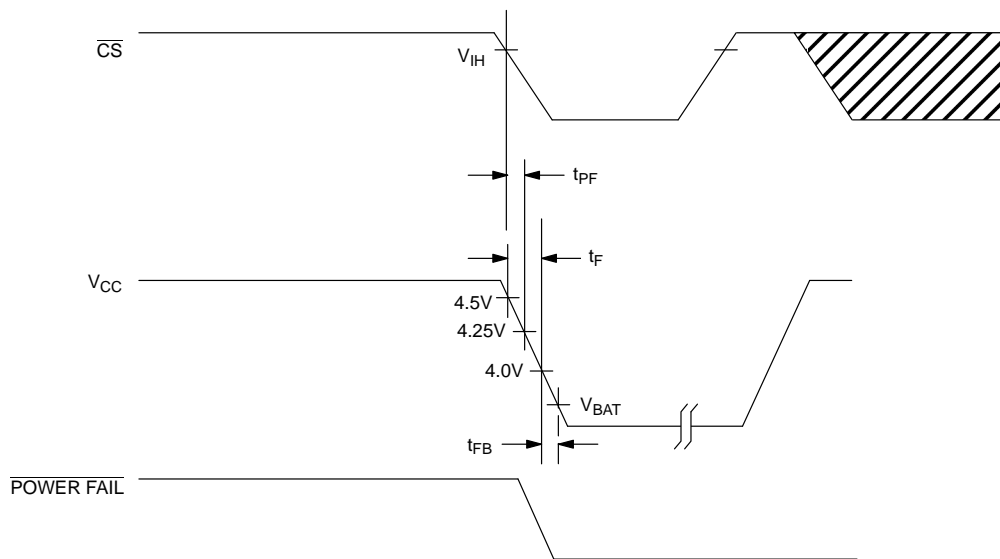 CS
VIH
tPF
tF
VCC
4.5V
4.25V
4.0V
VBAT
tFB
POWER FAIL